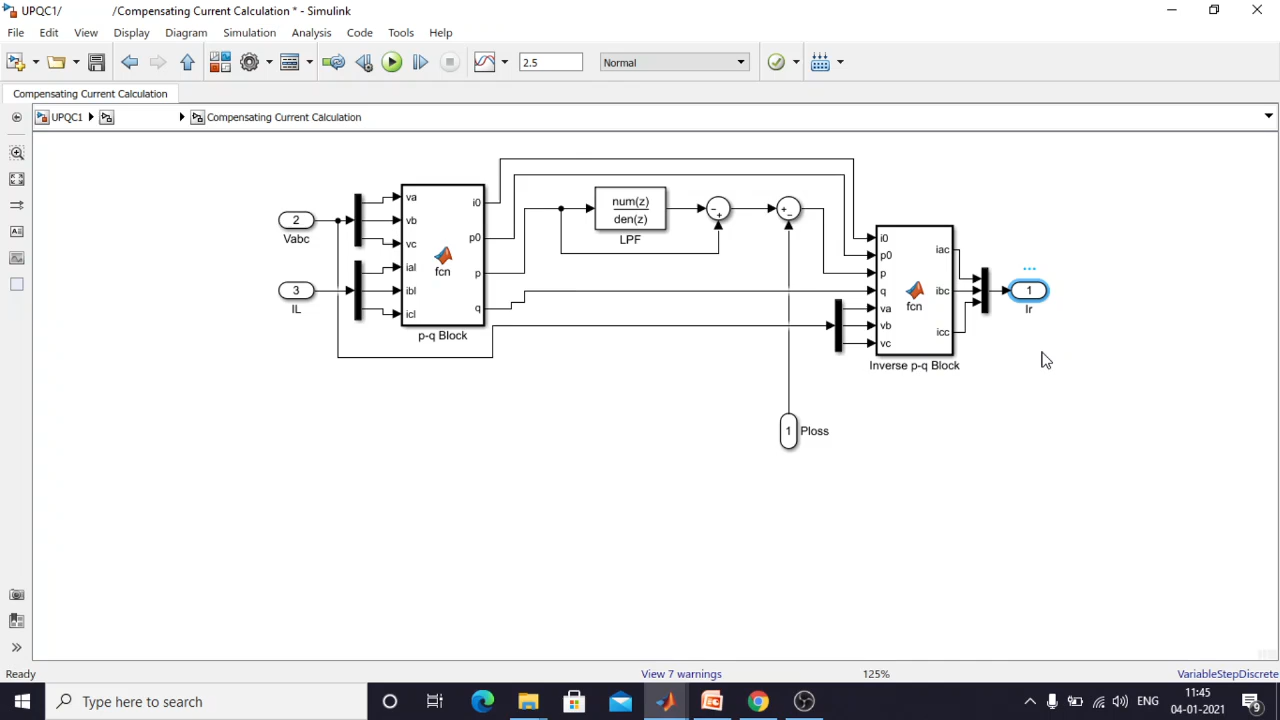 UPQC1/ /Compensating Current Calculation * - Simulink
File Edit View Display Diagram Simulation Analysis Code Tools Help
2.5 Normal
Compensating Current Calculation
UPQC1 Compensating Current Calculation
2
Vabc
3
IL
va
vb
vc
ial
ibl
icl
fcn
i0
p0
p
q
p-q Block
num(z)
den(z)
LPF
1 Ploss
i0
p0
p
q
va
vb
vc
fcn
iac
ibc
icc
Inverse p-q Block
...
1
Ir
Ready View 7 warnings 125% VariableStepDiscrete
Type here to search
ENG
11:45
04-01-2021
9